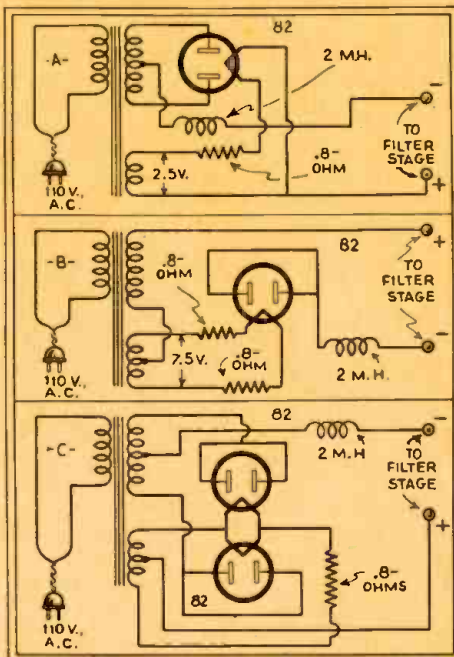 82
-A-
2 M.H.
-
TO
FILTER
STAGE
+
.8-
OHM
2.5V.
110 V.,
A.C.
82
+
-B-
.8-
OHM
TO
FILTER
STAGE
-
7.5 V.
.8-
OHM
2 M.H.
110 V.,
A.C.
82
-
-C-
2 M.H
TO
FILTER
STAGE
+
.8-
OHMS
82
110 V.,
A.C.